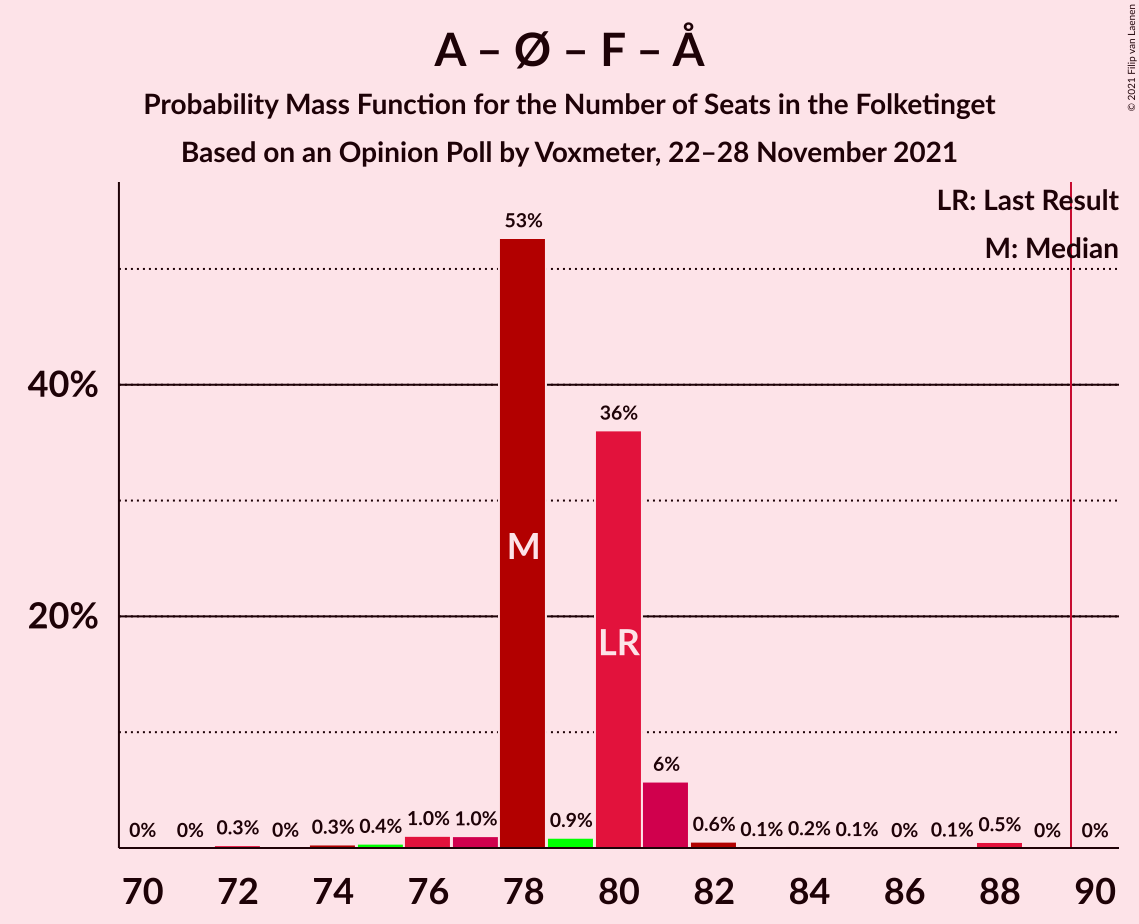 A – Ø – F – Å
Probability Mass Function for the Number of Seats in the Folketinget
Based on an Opinion Poll by Voxmeter, 22–28 November 2021
© 2021 Filip van Laenen
LR: Last Result
M: Median
53%
40%
36%
M
20%
LR
6%
0% 0% 0.3% 0% 0.3% 0.4% 1.0% 1.0% 0.9% 0.6% 0.1% 0.2% 0.1% 0% 0.1% 0.5% 0% 0%
70 72 74 76 78 80 82 84 86 88 90